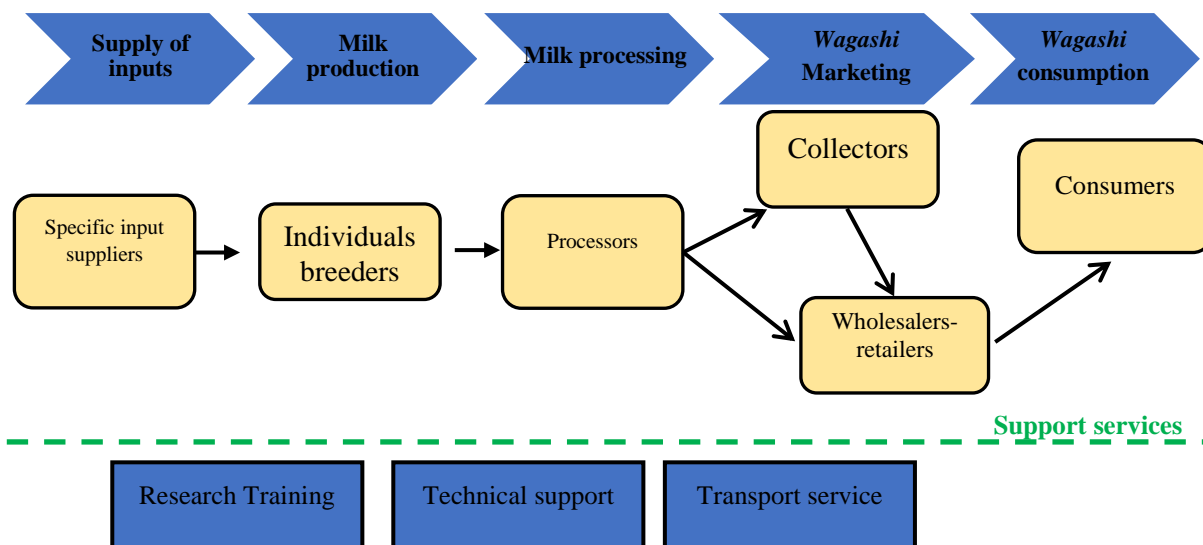 Supply of
inputs
Milk
production
Milk processing
Wagashi
Marketing
Wagashi
consumption
Specific input
suppliers
Individuals
breeders
Processors
Collectors
Wholesalers-
retailers
Consumers
Support services
Research Training
Technical support
Transport service